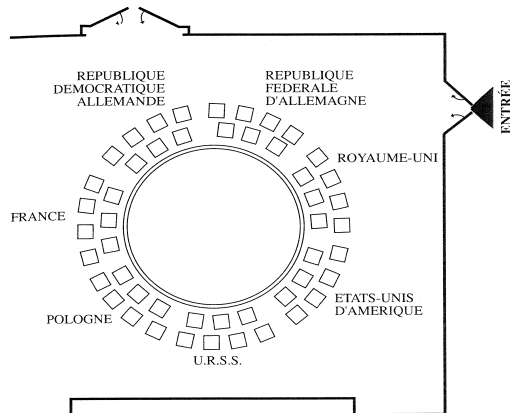 REPUBLIQUE
DEMOCRATIQUE
ALLEMANDE
REPUBLIQUE
FEDERALE
D'ALLEMAGNE
ENTRÉE
ROYAUME-UNI
FRANCE
ETATS-UNIS
D'AMERIQUE
POLOGNE
U.R.S.S.